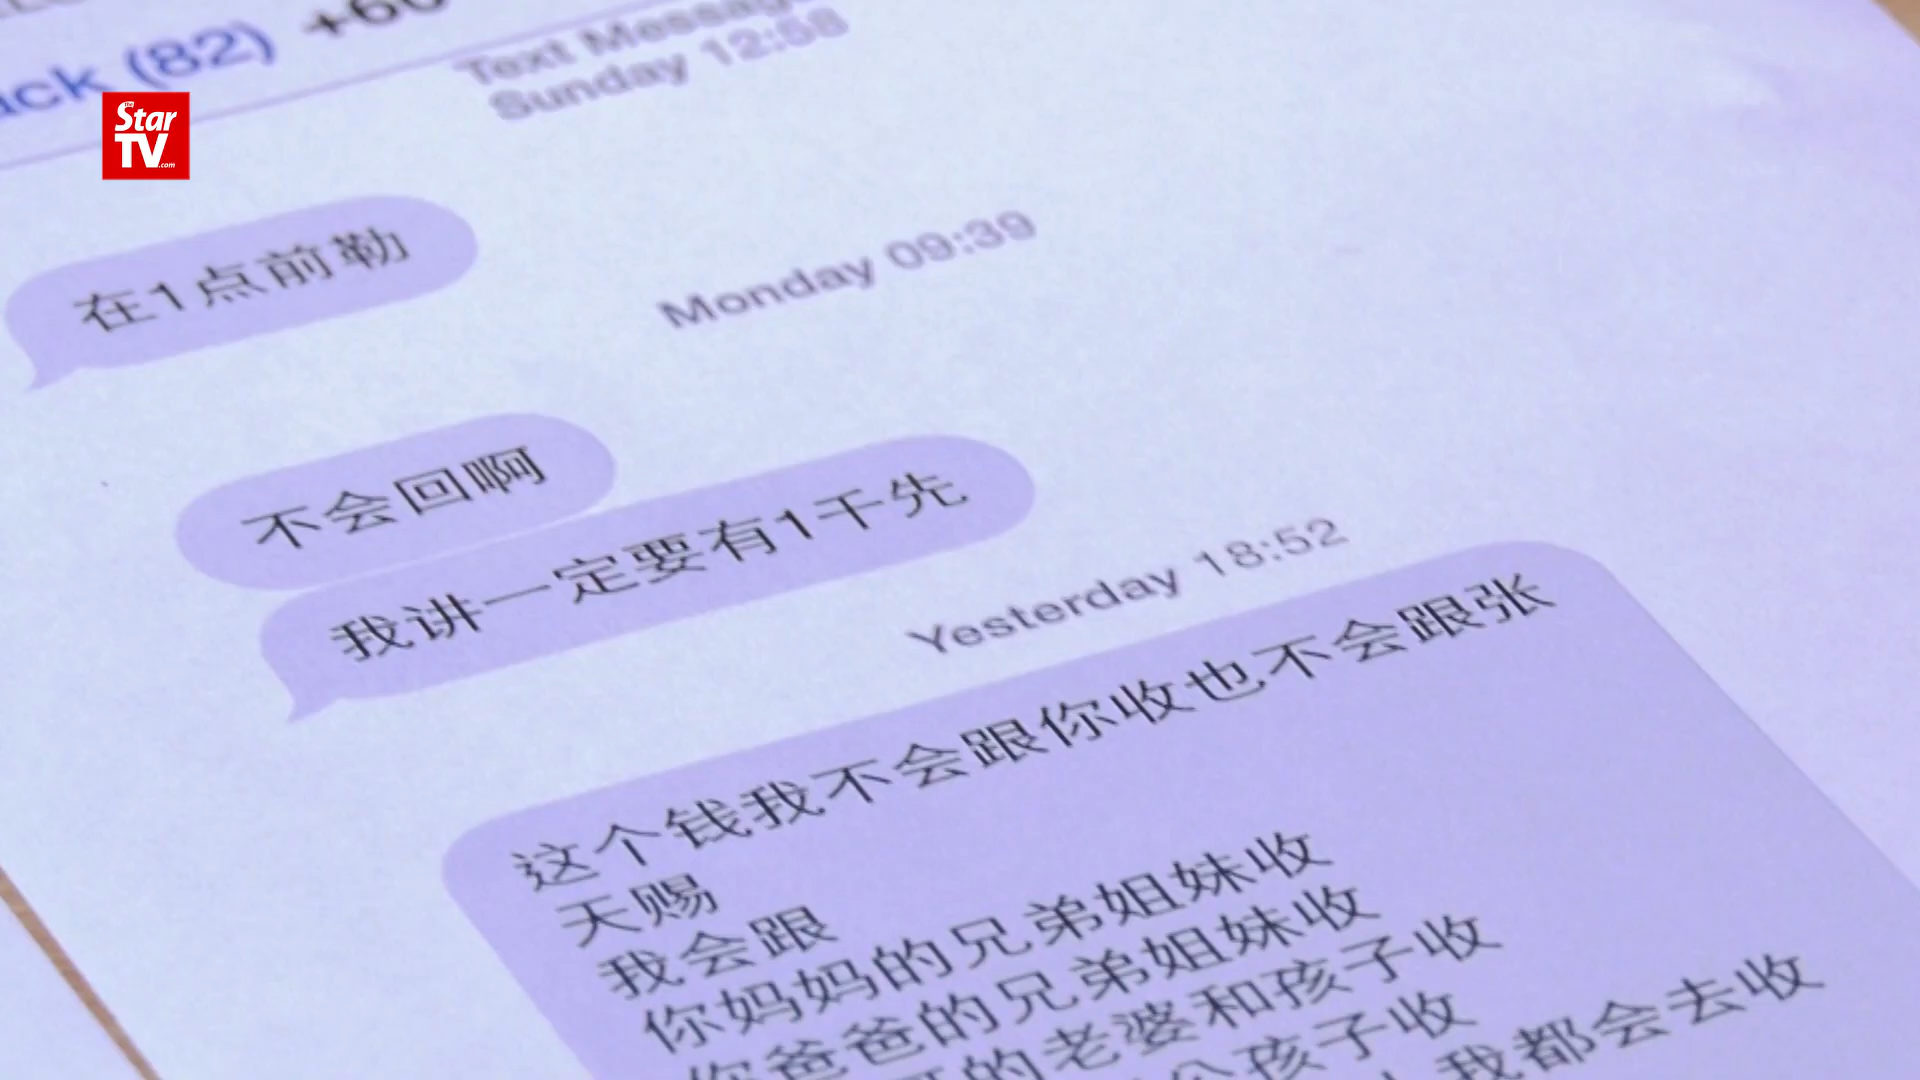 (82) +60
Text Message
Sunday 12:58
The Star
TV.com
在1点前勒
Monday 09:39
不会回啊
我讲一定要有1千先
Yesterday 18:52
这个钱我不会跟你收也不会跟张
天赐
我会跟
你妈妈的兄弟姐妹收
你爸爸的兄弟姐妹收
的老婆和孩子收
个孩子收
我都会去收